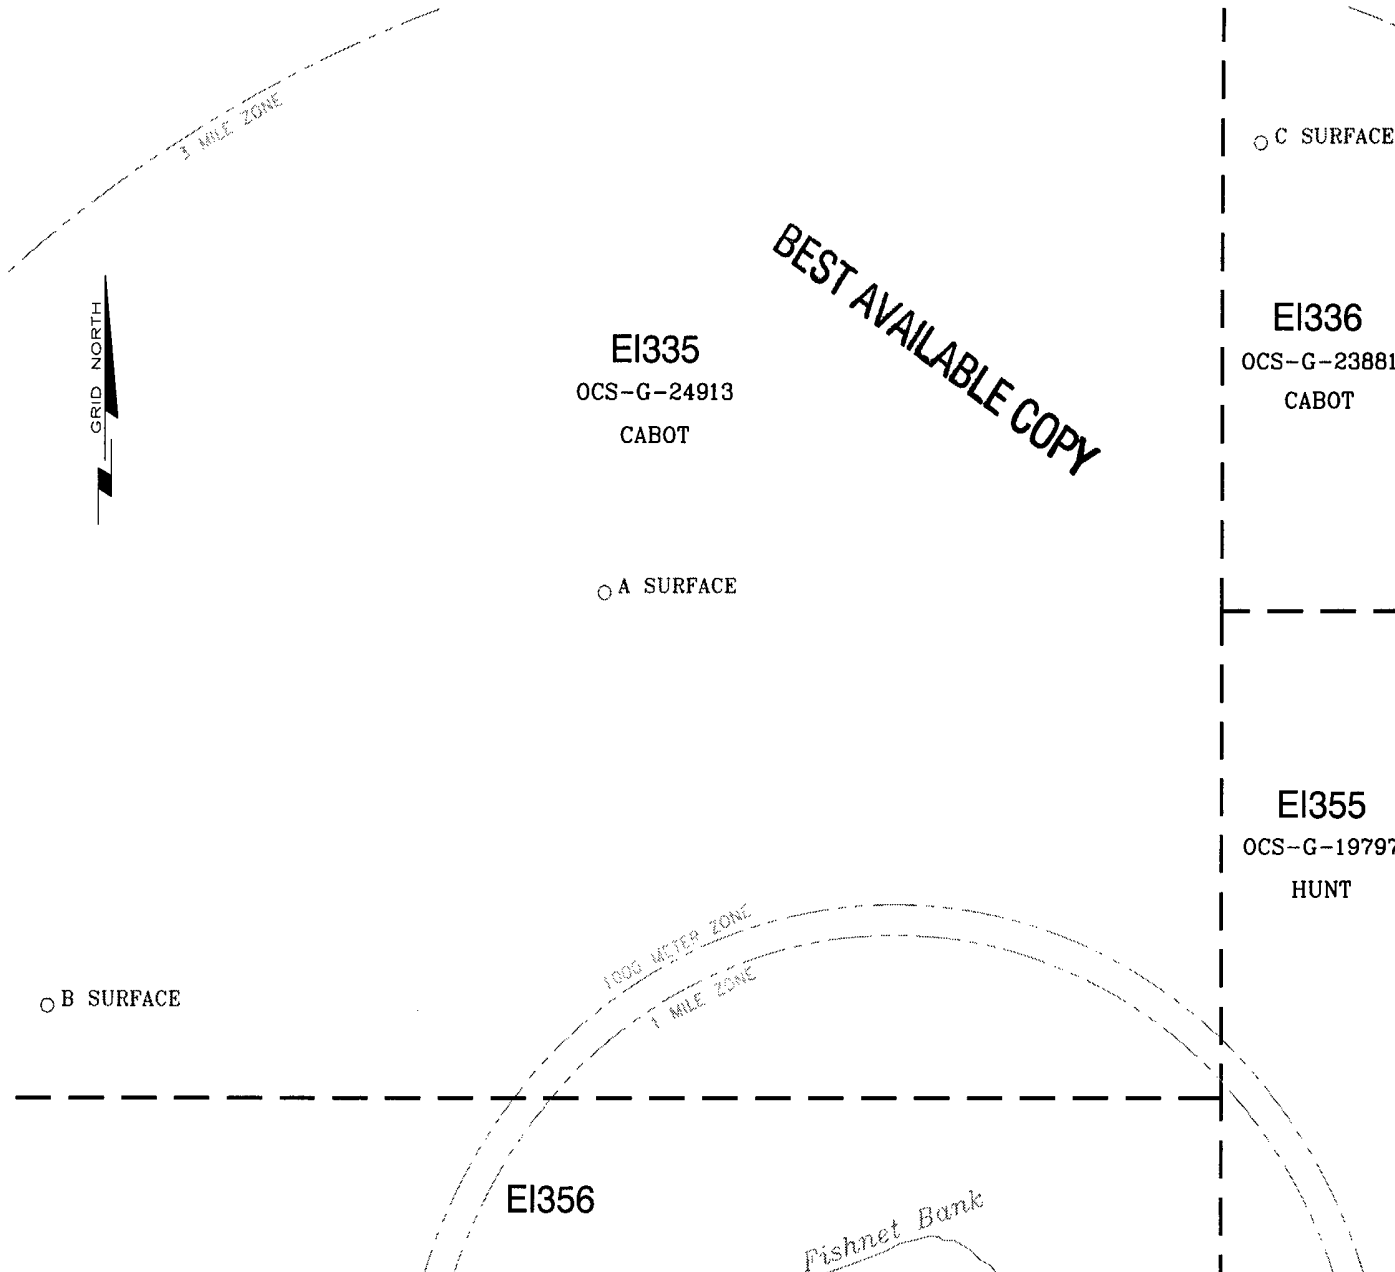 3 MILE ZONE
C SURFACE
BEST AVAILABLE COPY
GRID NORTH
EI335
OCS-G-24913
CABOT
EI336
OCS-G-23881
CABOT
A SURFACE
EI355
OCS-G-19797
HUNT
1000 METER ZONE
1 MILE ZONE
B SURFACE
EI356
Fishnet Bank